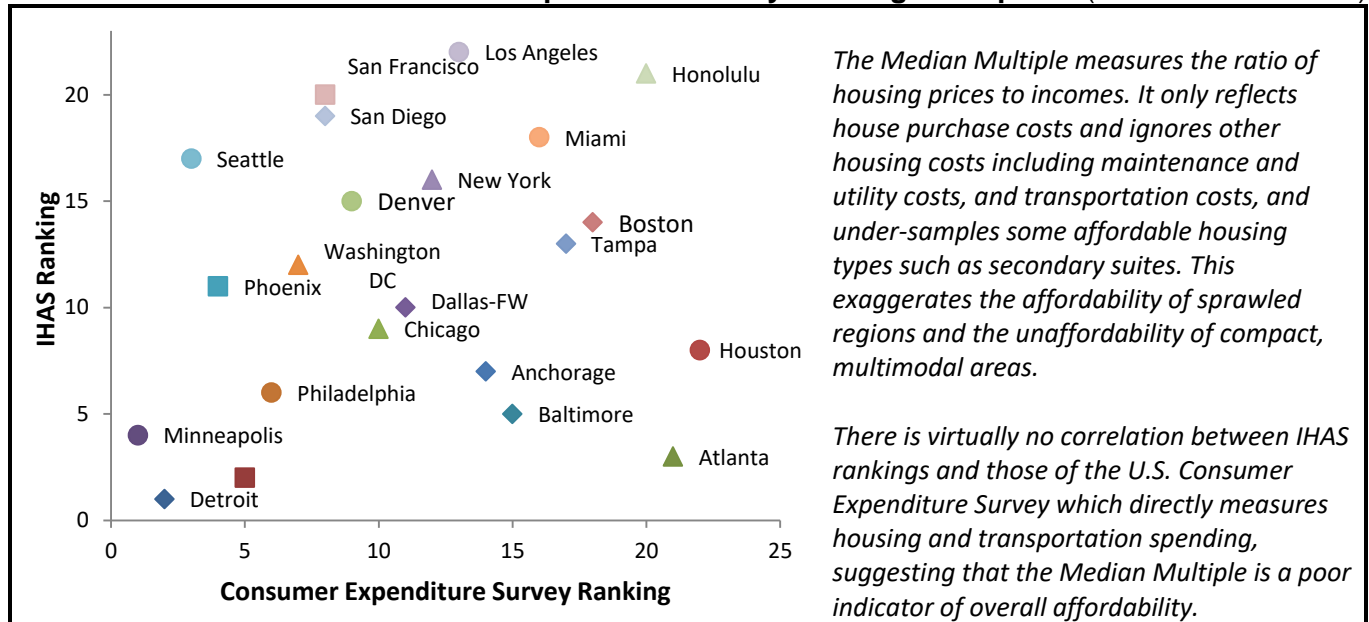 San Francisco
Los Angeles
Honolulu
San Diego
Miami
Seattle
New York
Denver
Boston
Tampa
Washington
DC
Phoenix
Dallas-FW
Chicago
Houston
Anchorage
Philadelphia
Baltimore
Minneapolis
Atlanta
Detroit
20
15
10
5
0
0 5 10 15 20 25
IHAS Ranking
Consumer Expenditure Survey Ranking
The Median Multiple measures the ratio of
housing prices to incomes. It only reflects
house purchase costs and ignores other
housing costs including maintenance and
utility costs, and transportation costs, and
under-samples some affordable housing
types such as secondary suites. This
exaggerates the affordability of sprawled
regions and the unaffordability of compact,
multimodal areas.
There is virtually no correlation between IHAS
rankings and those of the U.S. Consumer
Expenditure Survey which directly measures
housing and transportation spending,
suggesting that the Median Multiple is a poor
indicator of overall affordability.